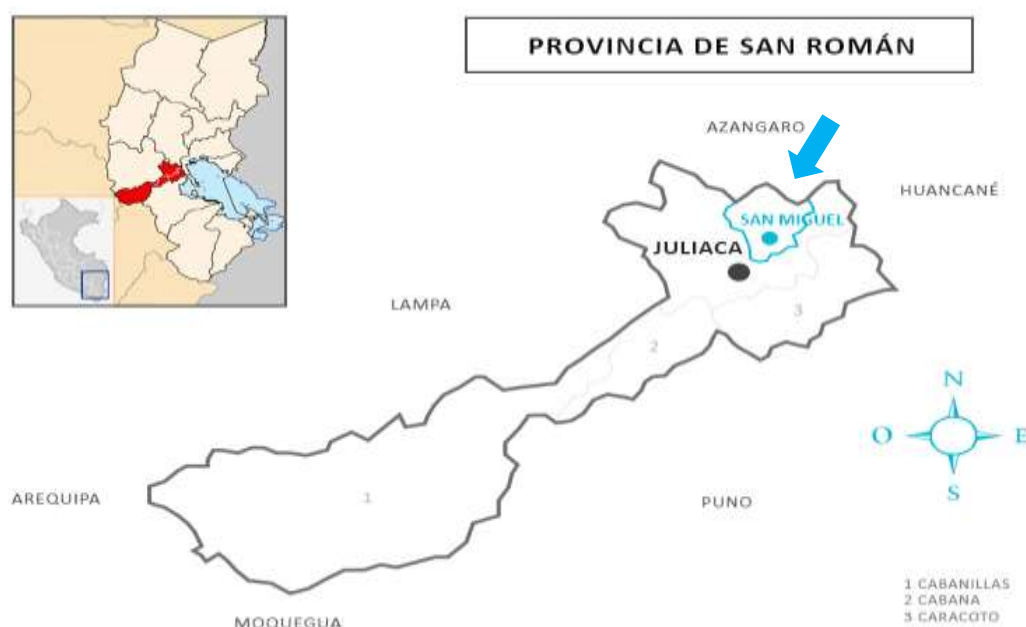 PROVINCIA DE SAN ROMÁN
AZANGARO
HUANCANÉ
SAN MIGUEL
JULIACA
LAMPA
3
2
N
O
E
S
AREQUIPA
1
PUNO
MOQUEGUA
1 CABANILLAS
2 CABANA
3 CARACOTO